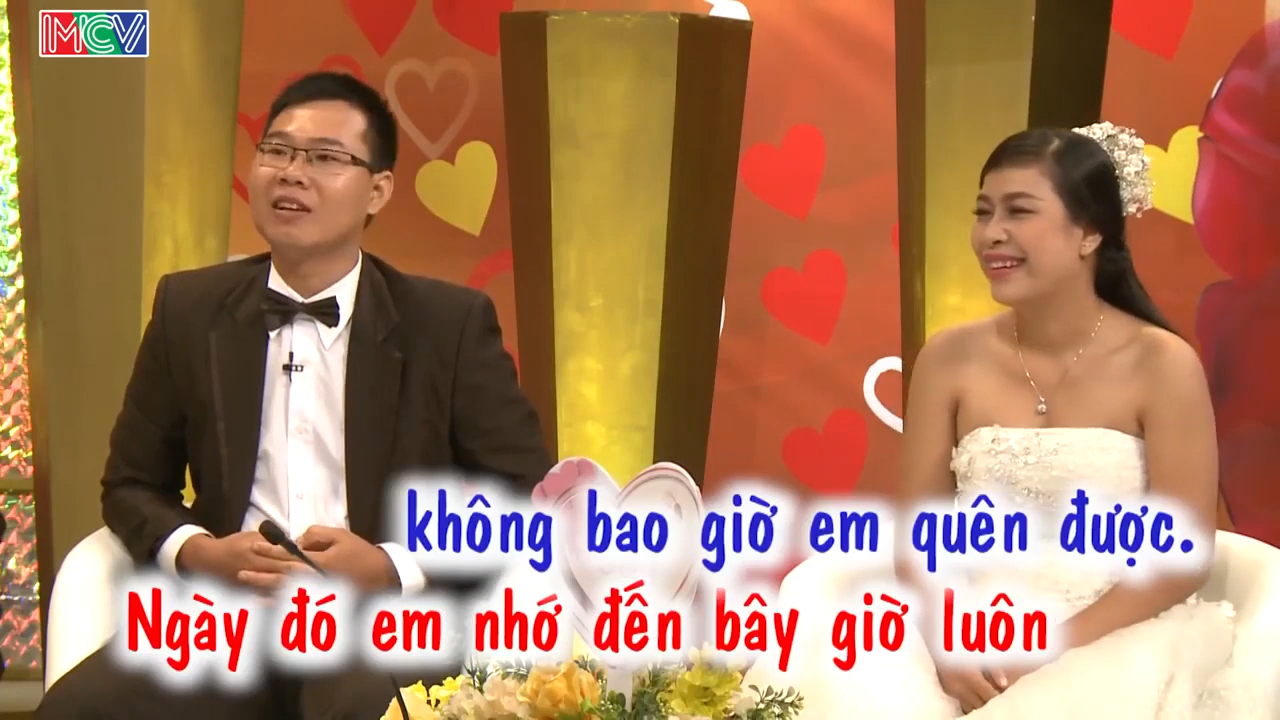 MCV
không bao giờ em quên được.
Ngày đó em nhớ đến bây giờ luôn